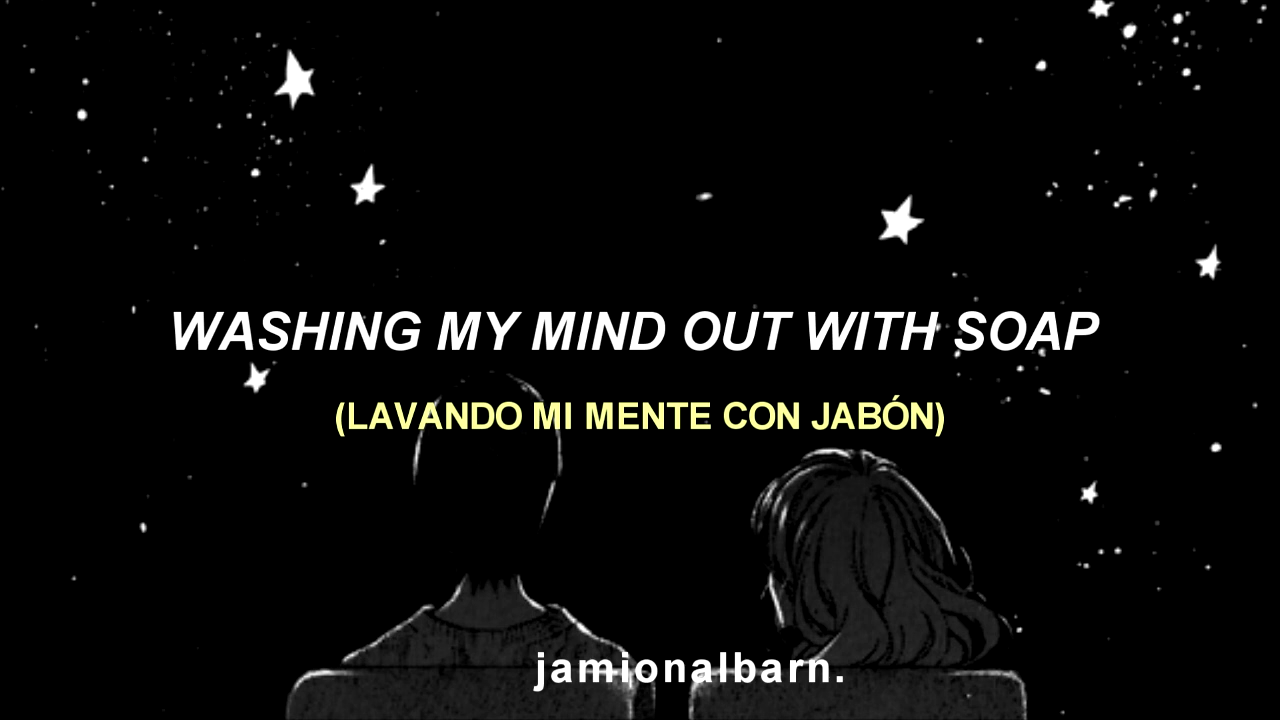 WASHING MY MIND OUT WITH SOAP
(LAVANDO MI MENTE CON JABÓN)
jamionalbarn.